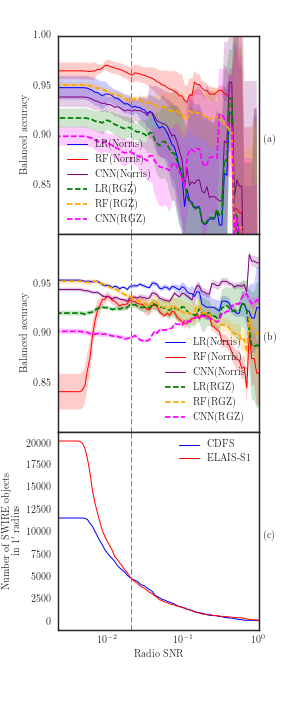 1.00
0.95
0.90
0.85
Balanced accuracy
LR(Norris)
RF(Norris)
CNN(Norris)
LR(RGZ)
RF(RGZ)
CNN(RGZ)
(a)
0.95
0.90
0.85
Balanced accuracy
LR(Norris)
RF(Norris)
CNN(Norris)
LR(RGZ)
RF(RGZ)
CNN(RGZ)
(b)
20000
17500
15000
12500
10000
7500
5000
2500
0
Number of SWIRE objects
in 1′ radius
CDFS
ELAIS-S1
(c)
10⁻² 10⁻¹ 10⁰
Radio SNR